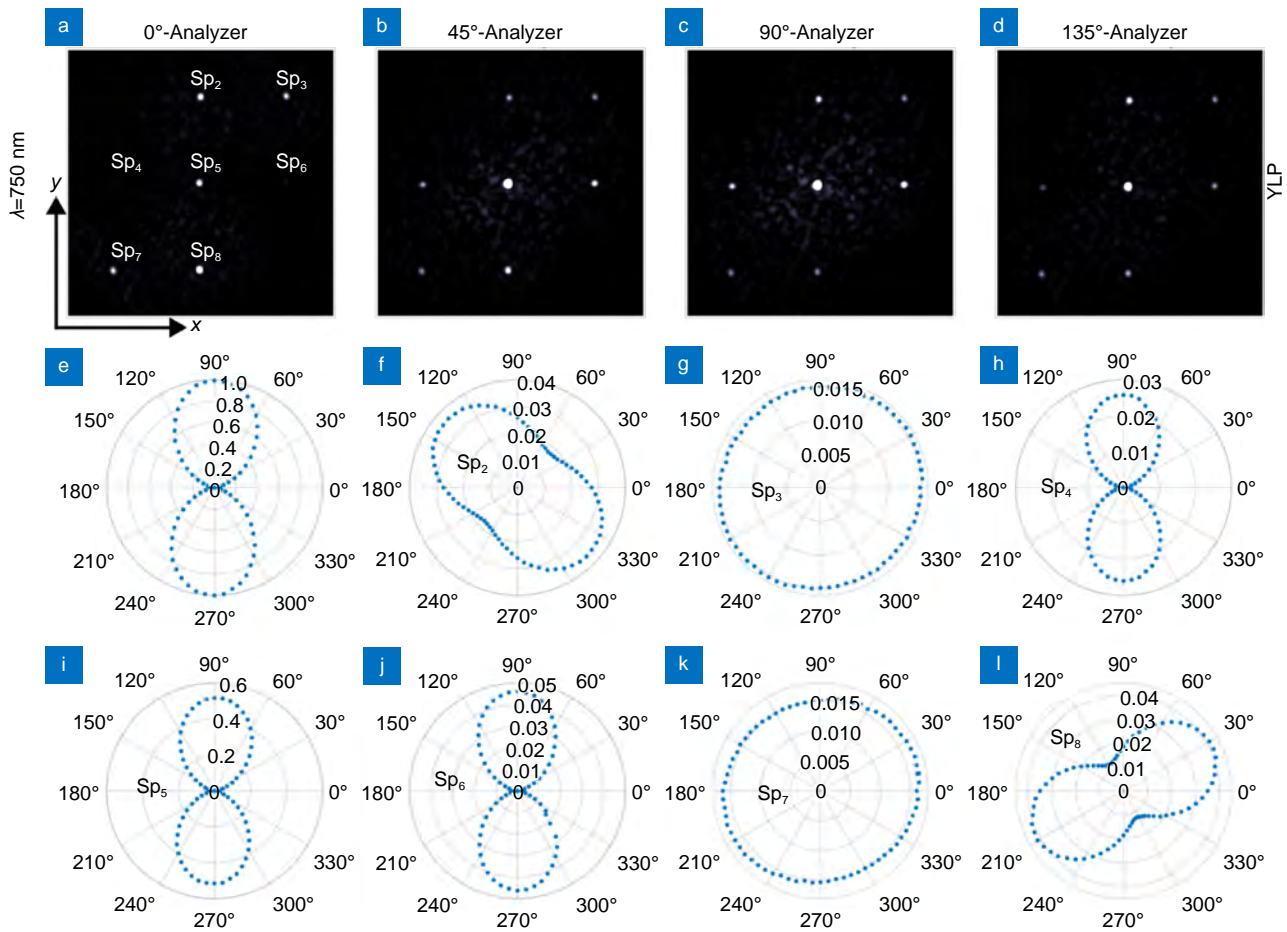 a
0°-Analyzer
b
45°-Analyzer
c
90°-Analyzer
d
135°-Analyzer
λ=750 nm
Sp2
Sp3
Sp4
Sp5
Sp6
Sp7
Sp8
y
x
YLP
e
90°
120° 60°
150° 30°
180° 0°
210° 330°
240° 300°
270°
1.0
0.8
0.6
0.4
0.2
0
f
90°
120° 60°
150° 30°
180° 0°
210° 330°
240° 300°
270°
0.04
0.03
0.02
0.01
0
Sp2
g
90°
120° 60°
150° 30°
180° 0°
210° 330°
240° 300°
270°
0.015
0.010
0.005
0
Sp3
h
90°
120° 60°
150° 30°
180° 0°
210° 330°
240° 300°
270°
0.03
0.02
0.01
0
Sp4
i
90°
120° 60°
150° 30°
180° 0°
210° 330°
240° 300°
270°
0.6
0.4
0.2
0
Sp5
j
90°
120° 60°
150° 30°
180° 0°
210° 330°
240° 300°
270°
0.05
0.04
0.03
0.02
0.01
0
Sp6
k
90°
120° 60°
150° 30°
180° 0°
210° 330°
240° 300°
270°
0.015
0.010
0.005
0
Sp7
l
90°
120° 60°
150° 30°
180° 0°
210° 330°
240° 300°
270°
0.04
0.03
0.02
0.01
0
Sp8